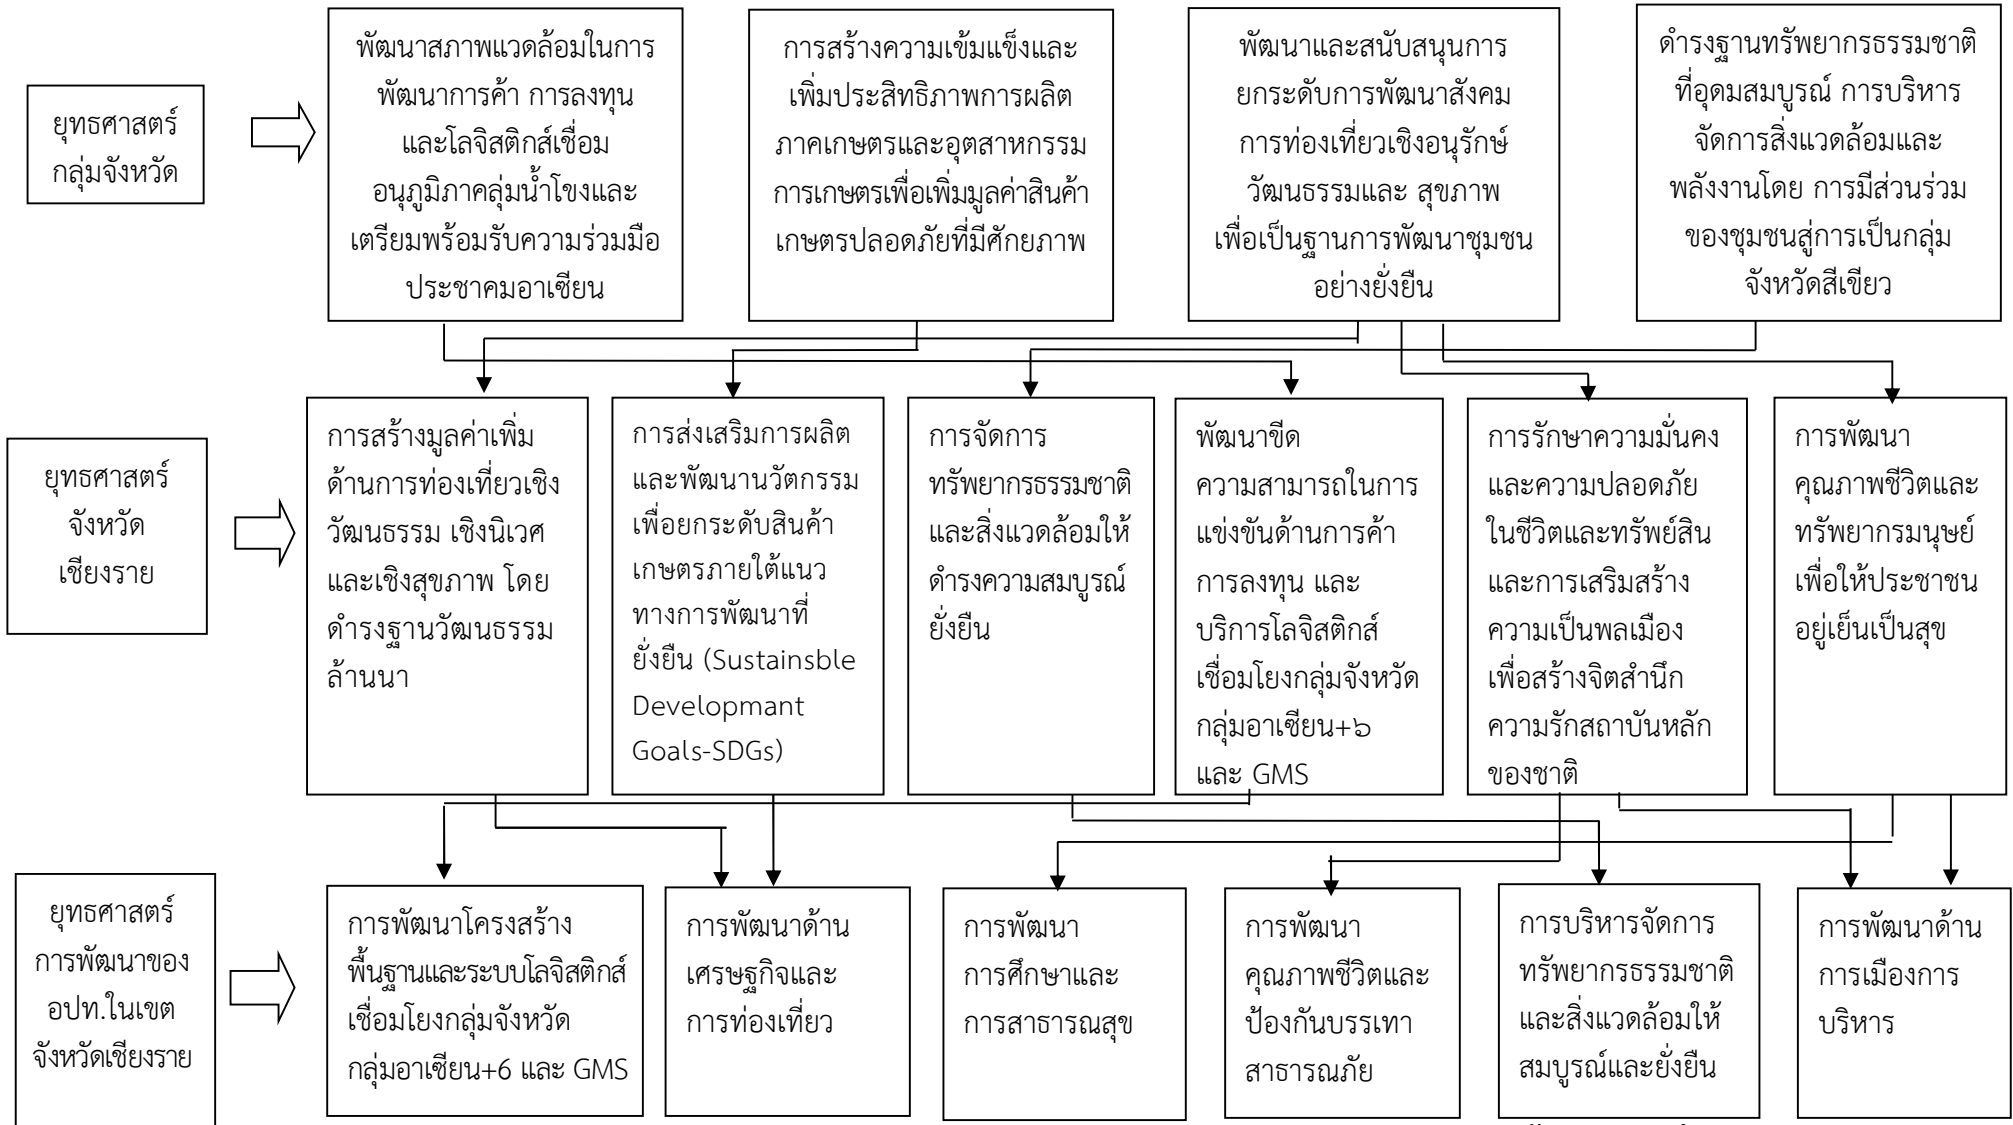 ยุทธศาสตร์
กลุ่มจังหวัด
พัฒนาสภาพแวดล้อมในการ
พัฒนาการค้า การลงทุน
และโลจิสติกส์เชื่อม
อนุภูมิภาคลุ่มน้ำโขงและ
เตรียมพร้อมรับความร่วมมือ
ประชาคมอาเซียน
การสร้างความเข้มแข็งและ
เพิ่มประสิทธิภาพการผลิต
ภาคเกษตรและอุตสาหกรรม
การเกษตรเพื่อเพิ่มมูลค่าสินค้า
เกษตรปลอดภัยที่มีศักยภาพ
พัฒนาและสนับสนุนการ
ยกระดับการพัฒนาสังคม
การท่องเที่ยวเชิงอนุรักษ์
วัฒนธรรมและ สุขภาพ
เพื่อเป็นฐานการพัฒนาชุมชน
อย่างยั่งยืน
ดำรงฐานทรัพยากรธรรมชาติ
ที่อุดมสมบูรณ์ การบริหาร
จัดการสิ่งแวดล้อมและ
พลังงานโดย การมีส่วนร่วม
ของชุมชนสู่การเป็นกลุ่ม
จังหวัดสีเขียว
ยุทธศาสตร์
จังหวัด
เชียงราย
การสร้างมูลค่าเพิ่ม
ด้านการท่องเที่ยวเชิง
วัฒนธรรม เชิงนิเวศ
และเชิงสุขภาพ โดย
ดำรงฐานวัฒนธรรม
ล้านนา
การส่งเสริมการผลิต
และพัฒนานวัตกรรม
เพื่อยกระดับสินค้า
เกษตรภายใต้แนว
ทางการพัฒนาที่
ยั่งยืน (Sustainsble
Developmant
Goals-SDGs)
การจัดการ
ทรัพยากรธรรมชาติ
และสิ่งแวดล้อมให้
ดำรงความสมบูรณ์
ยั่งยืน
พัฒนาขีด
ความสามารถในการ
แข่งขันด้านการค้า
การลงทุน และ
บริการโลจิสติกส์
เชื่อมโยงกลุ่มจังหวัด
กลุ่มอาเซียน+๖
และ GMS
การรักษาความมั่นคง
และความปลอดภัย
ในชีวิตและทรัพย์สิน
และการเสริมสร้าง
ความเป็นพลเมือง
เพื่อสร้างจิตสำนึก
ความรักสถาบันหลัก
ของชาติ
การพัฒนา
คุณภาพชีวิตและ
ทรัพยากรมนุษย์
เพื่อให้ประชาชน
อยู่เย็นเป็นสุข
ยุทธศาสตร์
การพัฒนาของ
อปท.ในเขต
จังหวัดเชียงราย
การพัฒนาโครงสร้าง
พื้นฐานและระบบโลจิสติกส์
เชื่อมโยงกลุ่มจังหวัด
กลุ่มอาเซียน+6 และ GMS
การพัฒนาด้าน
เศรษฐกิจและ
การท่องเที่ยว
การพัฒนา
การศึกษาและ
การสาธารณสุข
การพัฒนา
คุณภาพชีวิตและ
ป้องกันบรรเทา
สาธารณภัย
การบริหารจัดการ
ทรัพยากรธรรมชาติ
และสิ่งแวดล้อมให้
สมบูรณ์และยั่งยืน
การพัฒนาด้าน
การเมืองการ
บริหาร